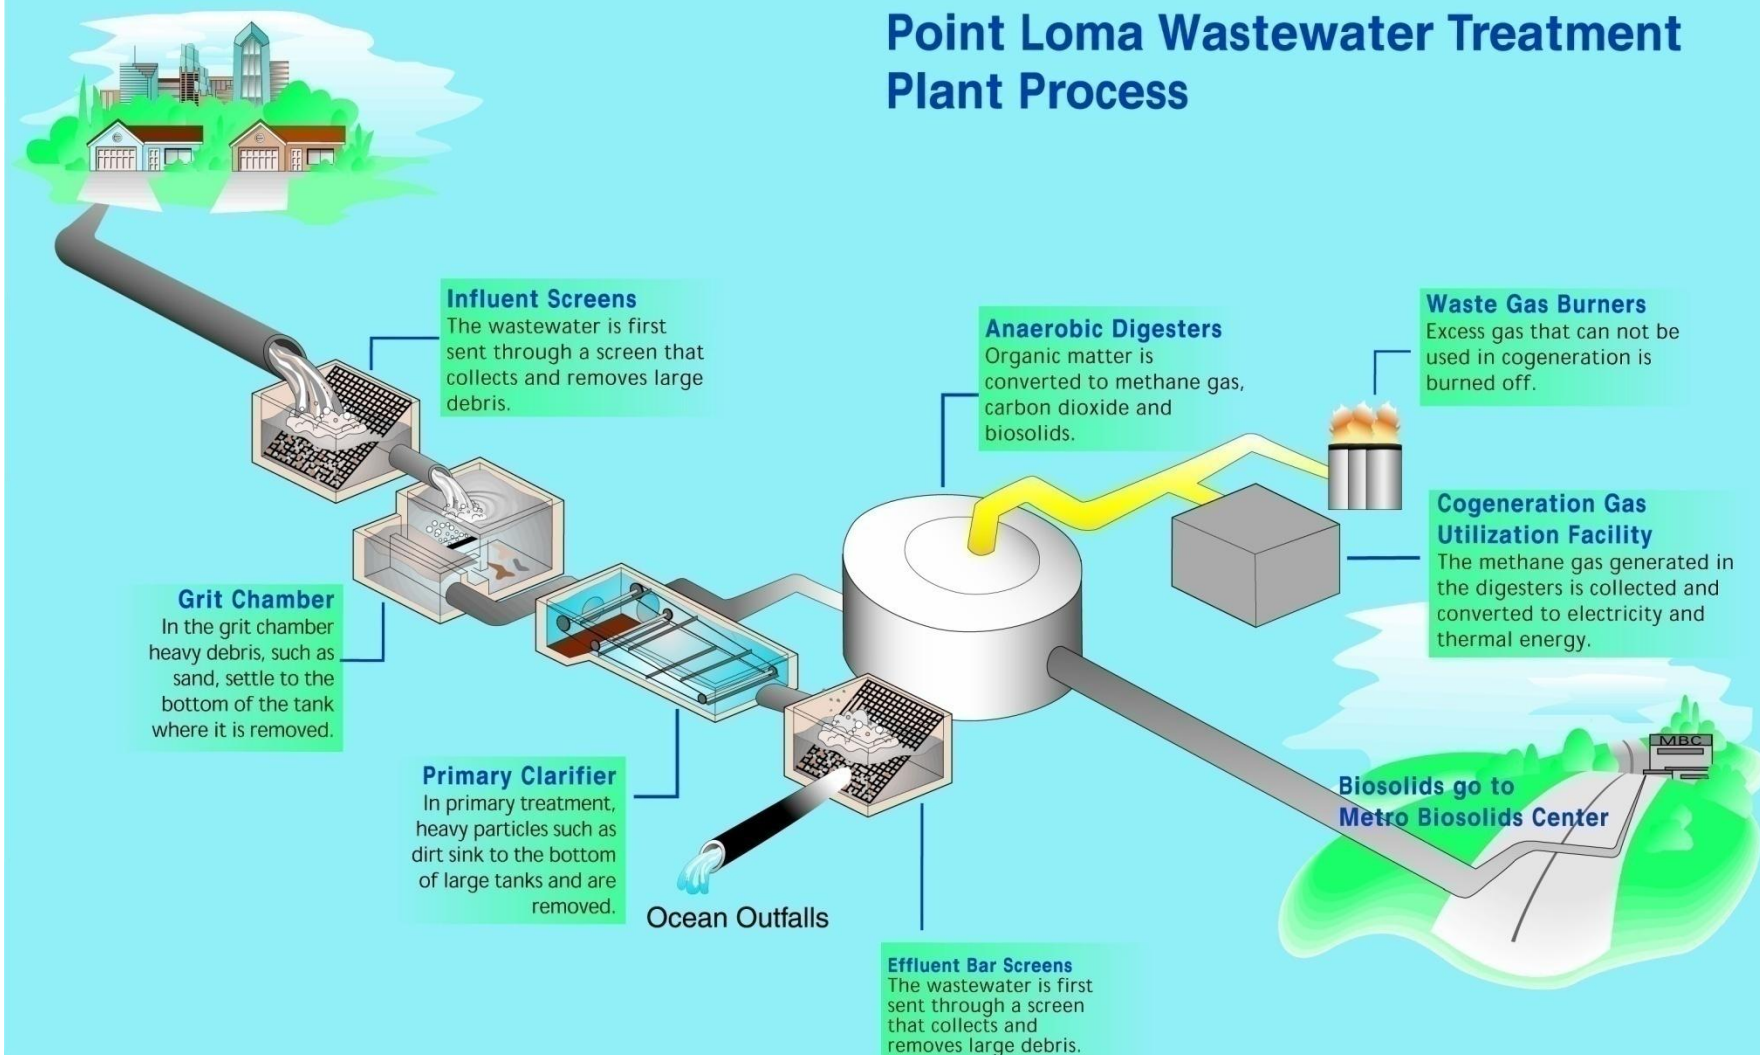 Point Loma Wastewater Treatment
Plant Process
Influent Screens
The wastewater is first
sent through a screen that
collects and removes large
debris.
Anaerobic Digesters
Organic matter is
converted to methane gas,
carbon dioxide and
biosolids.
Waste Gas Burners
Excess gas that can not be
used in cogeneration is
burned off.
Cogeneration Gas
Utilization Facility
The methane gas generated in
the digesters is collected and
converted to electricity and
thermal energy.
Grit Chamber
In the grit chamber
heavy debris, such as
sand, settle to the
bottom of the tank
where it is removed.
Primary Clarifier
In primary treatment,
heavy particles such as
dirt sink to the bottom
of large tanks and are
removed.
Ocean Outfalls
MBC
Biosolids go to
Metro Biosolids Center
Effluent Bar Screens
The wastewater is first
sent through a screen
that collects and
removes large debris.